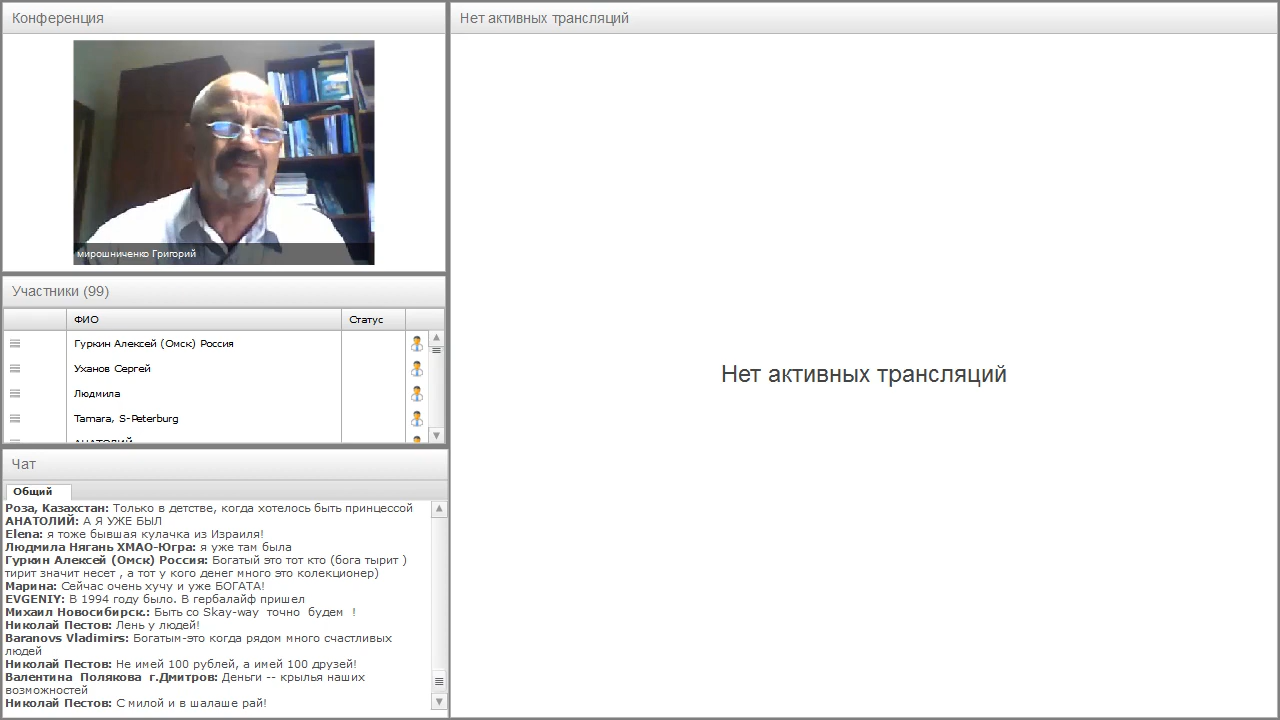 Конференция
мирошниченко Григорий
Участники (99)
ФИО
Статус
Гуркин Алексей (Омск) Россия
Уханов Сергей
Людмила
Tamara, S-Peterburg
АНАТОЛИЙ
Чат
Общий
Роза, Казахстан: Только в детстве, когда хотелось быть принцессой
АНАТОЛИЙ: А Я УЖЕ БЫЛ
Elena: я тоже бывшая кулачка из Израиля!
Людмила Нягань ХМАО-Югра: я уже там была
Гуркин Алексей (Омск) Россия: Богатый это тот кто (бога тырит )
тирит значит несет , а тот у кого денег много это колекционер)
Марина: Сейчас очень хучу и уже БОГАТА!
EVGENIY: В 1994 году было. В гербалайф пришел
Михаил Новосибирск.: Быть со Skay-way точно будем !
Николай Пестов: Лень у людей!
Baranovs Vladimirs: Богатым-это когда рядом много счастливых
людей
Николай Пестов: Не имей 100 рублей, а имей 100 друзей!
Валентина Полякова г.Дмитров: Деньги -- крылья наших
возможностей
Николай Пестов: С милой и в шалаше рай!
Нет активных трансляций
Нет активных трансляций